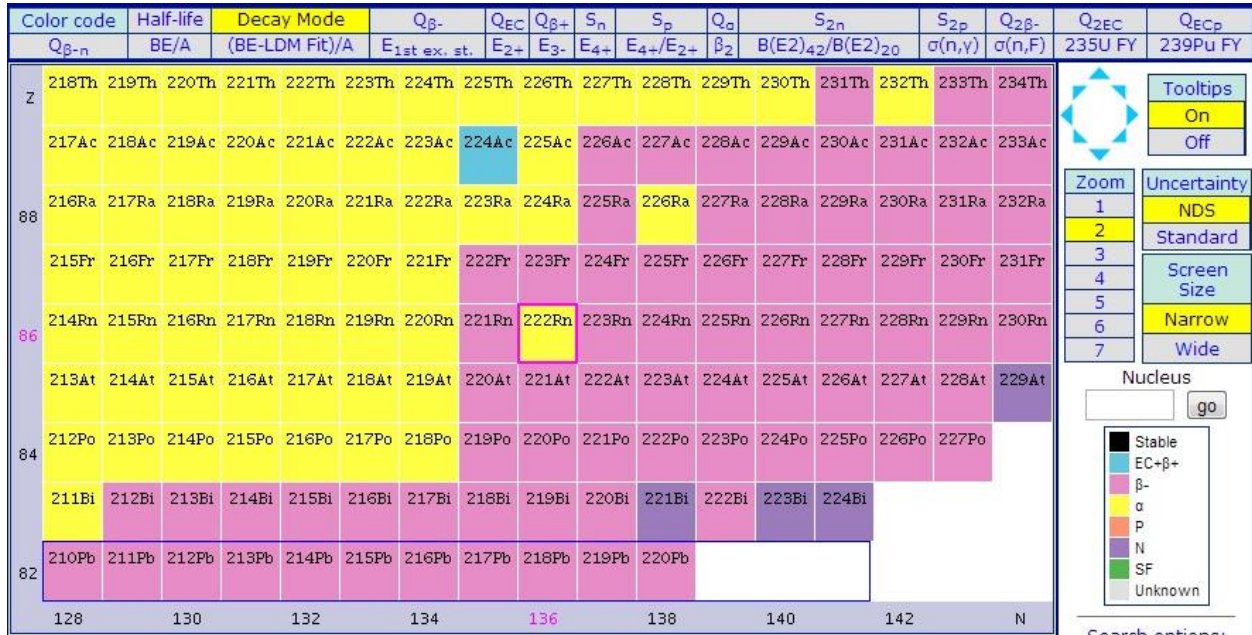 Color code Half-life Decay Mode Qβ- QEC Qβ+ Sn Sp Qα S2n S2p Q2β- Q2EC QECp
Qβ-n BE/A (BE-LDM Fit)/A E1st ex. st. E2+ E3- E4+ E4+/E2+ β2 B(E2)42/B(E2)20 σ(n,γ) σ(n,F) 235U FY 239Pu FY
Z 218Th 219Th 220Th 221Th 222Th 223Th 224Th 225Th 226Th 227Th 228Th 229Th 230Th 231Th 232Th 233Th 234Th
217Ac 218Ac 219Ac 220Ac 221Ac 222Ac 223Ac 224Ac 225Ac 226Ac 227Ac 228Ac 229Ac 230Ac 231Ac 232Ac 233Ac
88 216Ra 217Ra 218Ra 219Ra 220Ra 221Ra 222Ra 223Ra 224Ra 225Ra 226Ra 227Ra 228Ra 229Ra 230Ra 231Ra 232Ra
215Fr 216Fr 217Fr 218Fr 219Fr 220Fr 221Fr 222Fr 223Fr 224Fr 225Fr 226Fr 227Fr 228Fr 229Fr 230Fr 231Fr
86 214Rn 215Rn 216Rn 217Rn 218Rn 219Rn 220Rn 221Rn 222Rn 223Rn 224Rn 225Rn 226Rn 227Rn 228Rn 229Rn 230Rn
213At 214At 215At 216At 217At 218At 219At 220At 221At 222At 223At 224At 225At 226At 227At 228At 229At
84 212Po 213Po 214Po 215Po 216Po 217Po 218Po 219Po 220Po 221Po 222Po 223Po 224Po 225Po 226Po 227Po
211Bi 212Bi 213Bi 214Bi 215Bi 216Bi 217Bi 218Bi 219Bi 220Bi 221Bi 222Bi 223Bi 224Bi
82 210Pb 211Pb 212Pb 213Pb 214Pb 215Pb 216Pb 217Pb 218Pb 219Pb 220Pb
128 130 132 134 136 138 140 142 N
Tooltips
On
Off
Zoom
1
2
3
4
5
6
7
Uncertainty
NDS
Standard
Screen
Size
Narrow
Wide
Nucleus
go
Stable
EC+β+
β-
α
P
N
SF
Unknown
Search options: